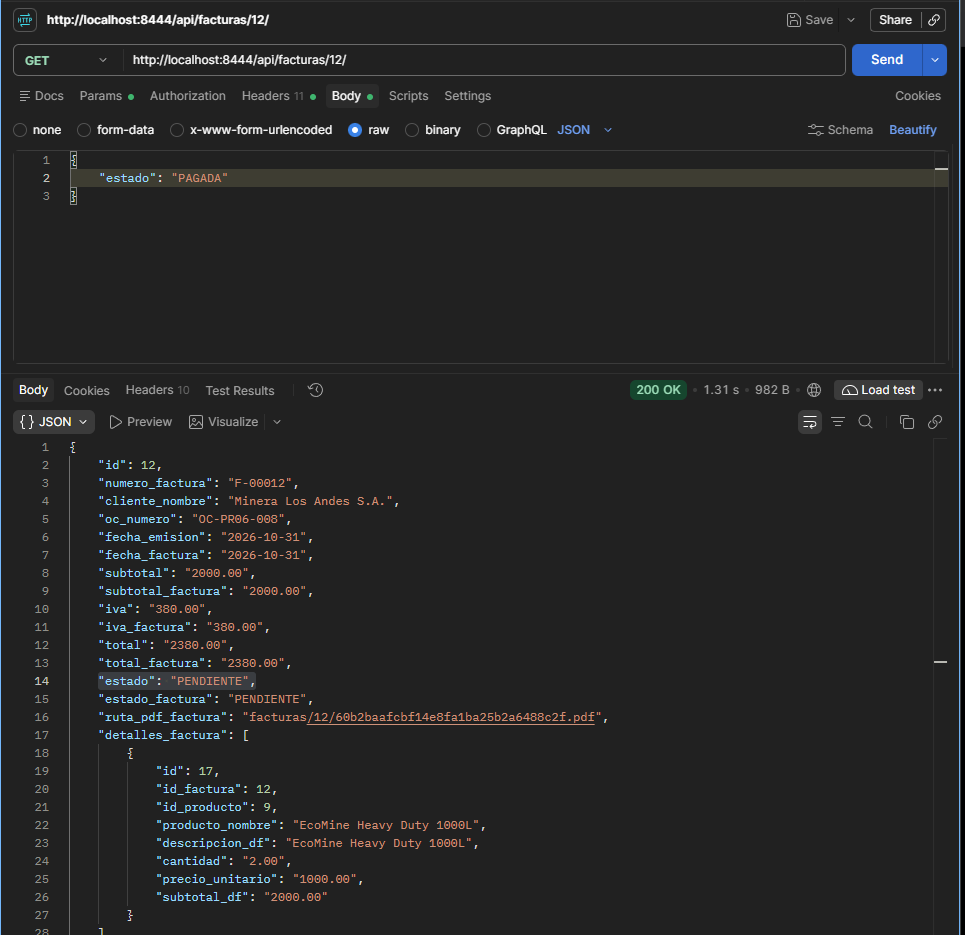 HTTP http://localhost:8444/api/facturas/12/ Save Share
GET http://localhost:8444/api/facturas/12/ Send
Docs Params Authorization Headers 11 Body Scripts Settings Cookies
none form-data x-www-form-urlencoded raw binary GraphQL JSON Schema Beautify
1 {
2 "estado": "PAGADA"
3 }
Body Cookies Headers 10 Test Results 200 OK 1.31 s 982 B Load test
{} JSON Preview Visualize
1 {
2 "id": 12,
3 "numero_factura": "F-00012",
4 "cliente_nombre": "Minera Los Andes S.A.",
5 "oc_numero": "OC-PR06-008",
6 "fecha_emision": "2026-10-31",
7 "fecha_factura": "2026-10-31",
8 "subtotal": "2000.00",
9 "subtotal_factura": "2000.00",
10 "iva": "380.00",
11 "iva_factura": "380.00",
12 "total": "2380.00",
13 "total_factura": "2380.00",
14 "estado": "PENDIENTE",
15 "estado_factura": "PENDIENTE",
16 "ruta_pdf_factura": "facturas/12/60b2baafcbf14e8fa1ba25b2a6488c2f.pdf",
17 "detalles_factura": [
18 {
19 "id": 17,
20 "id_factura": 12,
21 "id_producto": 9,
22 "producto_nombre": "EcoMine Heavy Duty 1000L",
23 "descripcion_df": "EcoMine Heavy Duty 1000L",
24 "cantidad": "2.00",
25 "precio_unitario": "1000.00",
26 "subtotal_df": "2000.00"
27 }
28 ]